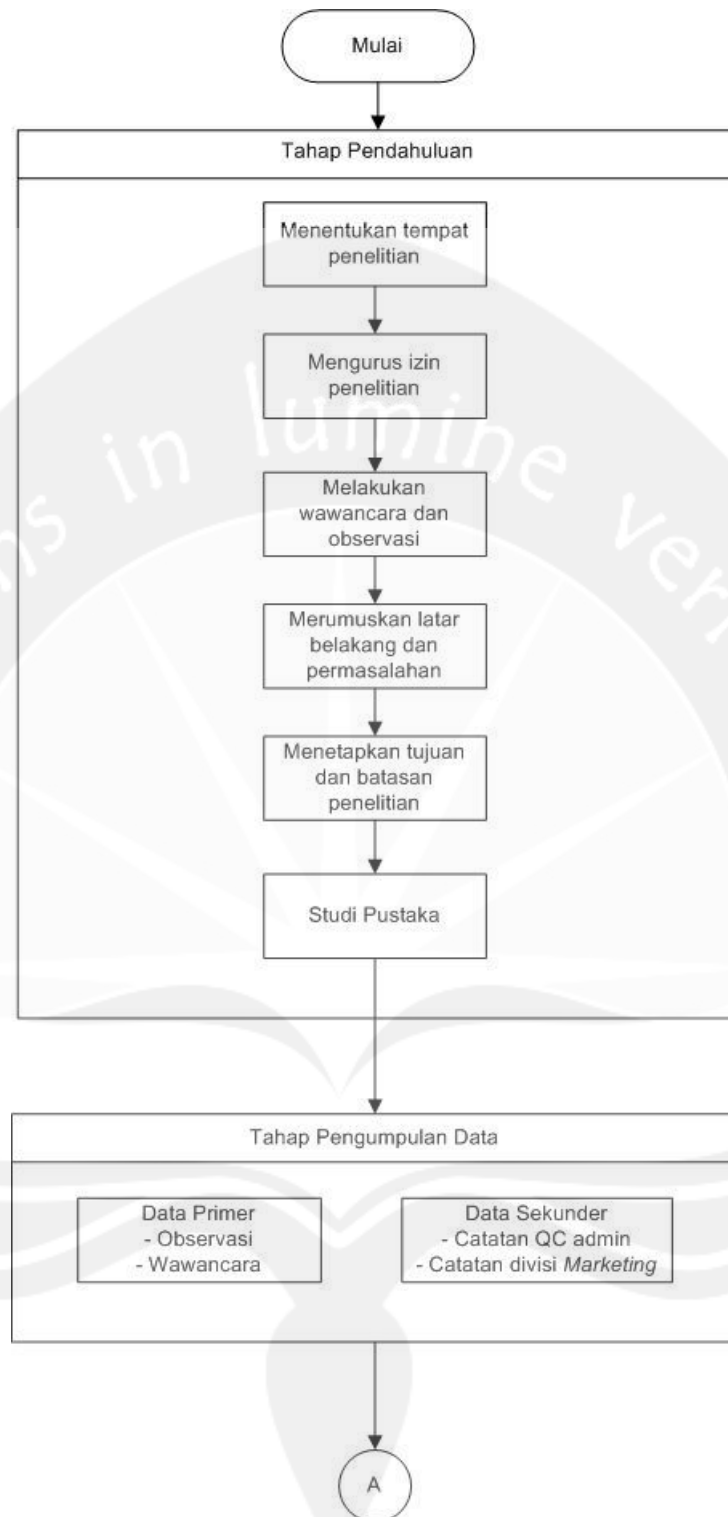 Mulai
Tahap Pendahuluan
Menentukan tempat
penelitian
Mengurus izin
penelitian
in lumine
Melakukan
wawancara dan
observasi
Merumuskan latar
belakang dan
permasalahan
Menetapkan tujuan
dan batasan
penelitian
Studi Pustaka
Tahap Pengumpulan Data
Data Primer
- Observasi
- Wawancara
Data Sekunder
- Catatan QC admin
- Catatan divisi Marketing
A